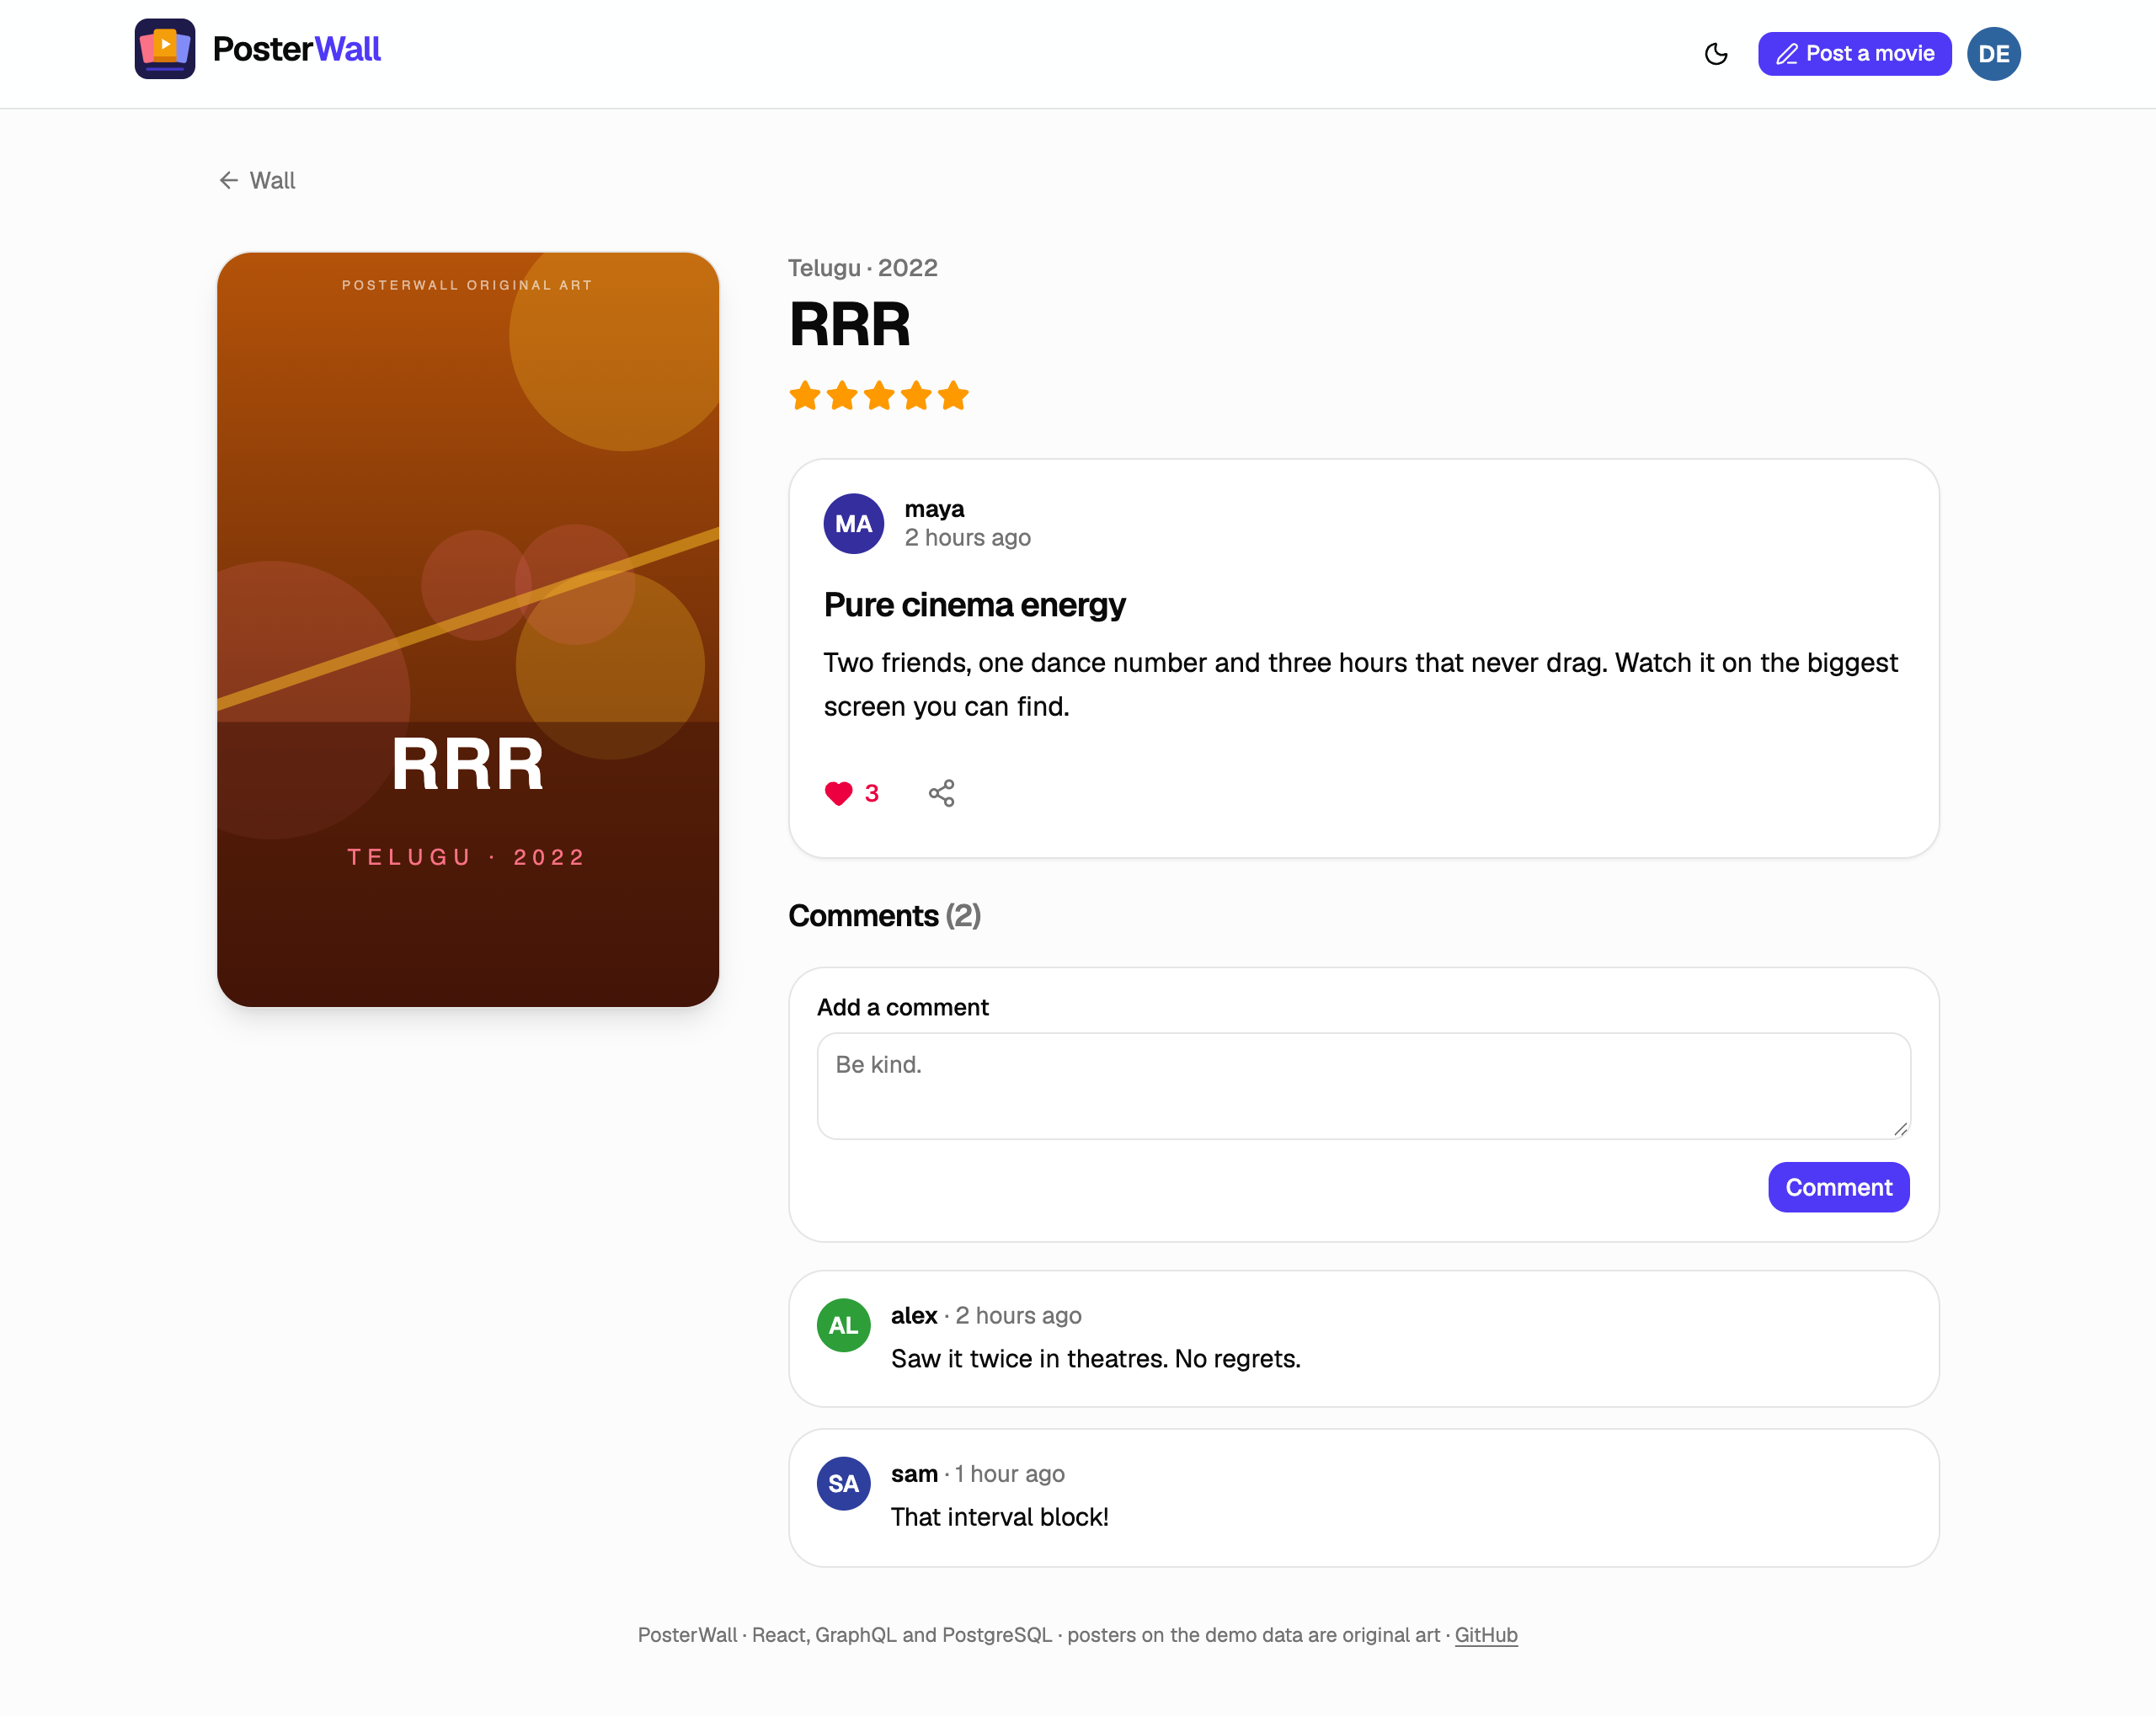 PosterWall
Post a movie
DE
Wall
POSTERWALL ORIGINAL ART
RRR
TELUGU · 2022
Telugu · 2022
RRR
MA
maya
2 hours ago
Pure cinema energy
Two friends, one dance number and three hours that never drag. Watch it on the biggest
screen you can find.
3
Comments (2)
Add a comment
Be kind.
Comment
AL
alex · 2 hours ago
Saw it twice in theatres. No regrets.
SA
sam · 1 hour ago
That interval block!
PosterWall · React, GraphQL and PostgreSQL · posters on the demo data are original art · GitHub